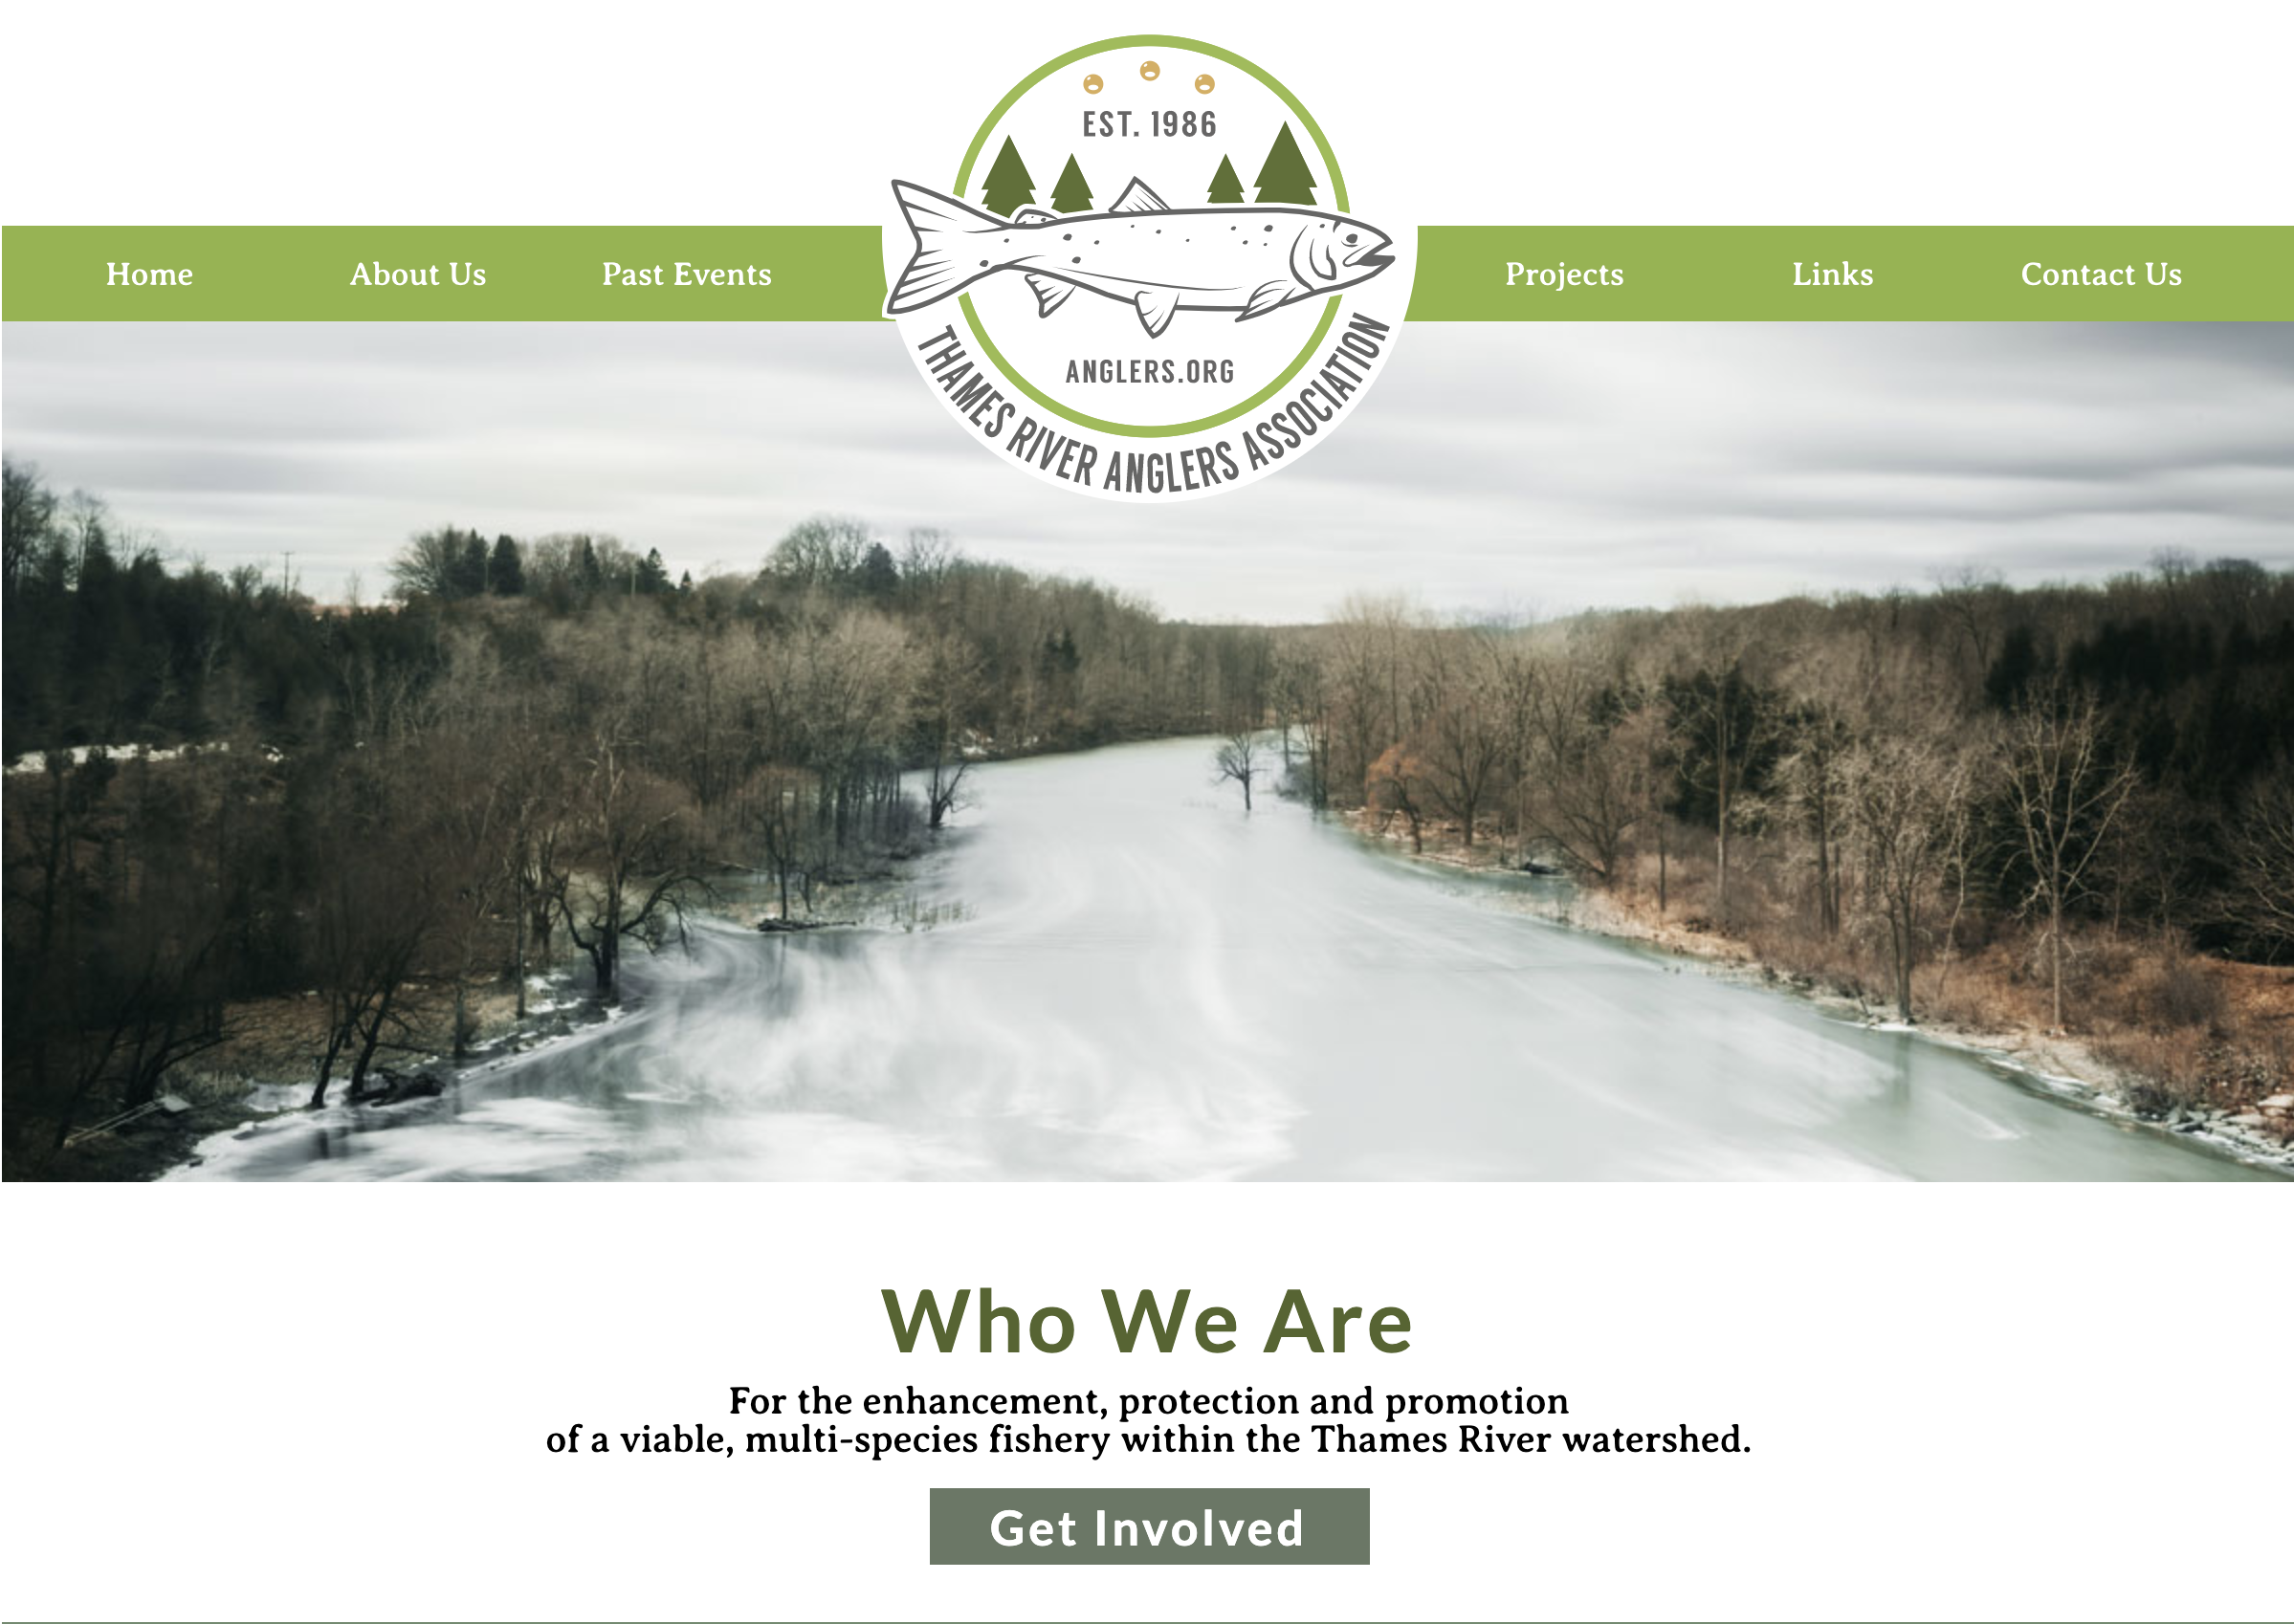 EST. 1986
Home About Us Past Events Projects Links Contact Us
ANGLERS.ORG
THAMES RIVER ANGLERS ASSOCIATION
Who We Are
For the enhancement, protection and promotion
of a viable, multi-species fishery within the Thames River watershed.
Get Involved